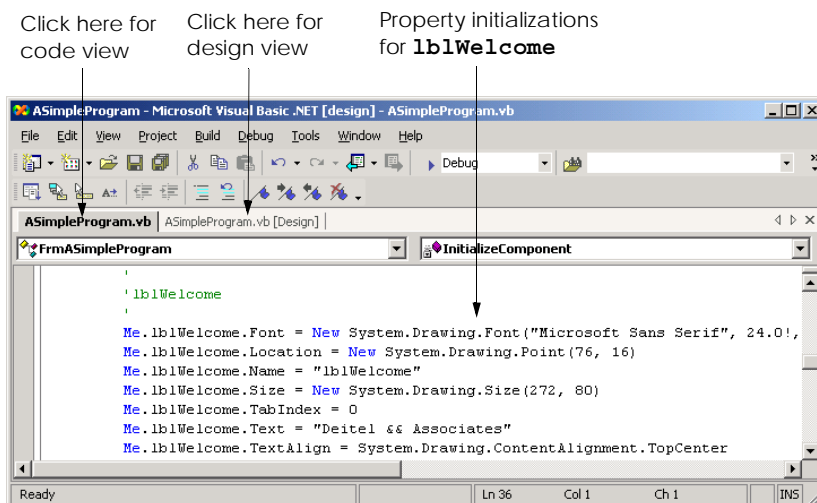 Click here for
code view
Click here for
design view
Property initializations
for lblWelcome
ASimpleProgram - Microsoft Visual Basic .NET [design] - ASimpleProgram.vb
File Edit View Project Build Debug Tools Window Help
Debug
ASimpleProgram.vb ASimpleProgram.vb [Design]
FrmASimpleProgram InitializeComponent
'
'lblWelcome
'
Me.lblWelcome.Font = New System.Drawing.Font("Microsoft Sans Serif", 24.0!,
Me.lblWelcome.Location = New System.Drawing.Point(76, 16)
Me.lblWelcome.Name = "lblWelcome"
Me.lblWelcome.Size = New System.Drawing.Size(272, 80)
Me.lblWelcome.TabIndex = 0
Me.lblWelcome.Text = "Deitel && Associates"
Me.lblWelcome.TextAlign = System.Drawing.ContentAlignment.TopCenter
Ready Ln 36 Col 1 Ch 1 INS